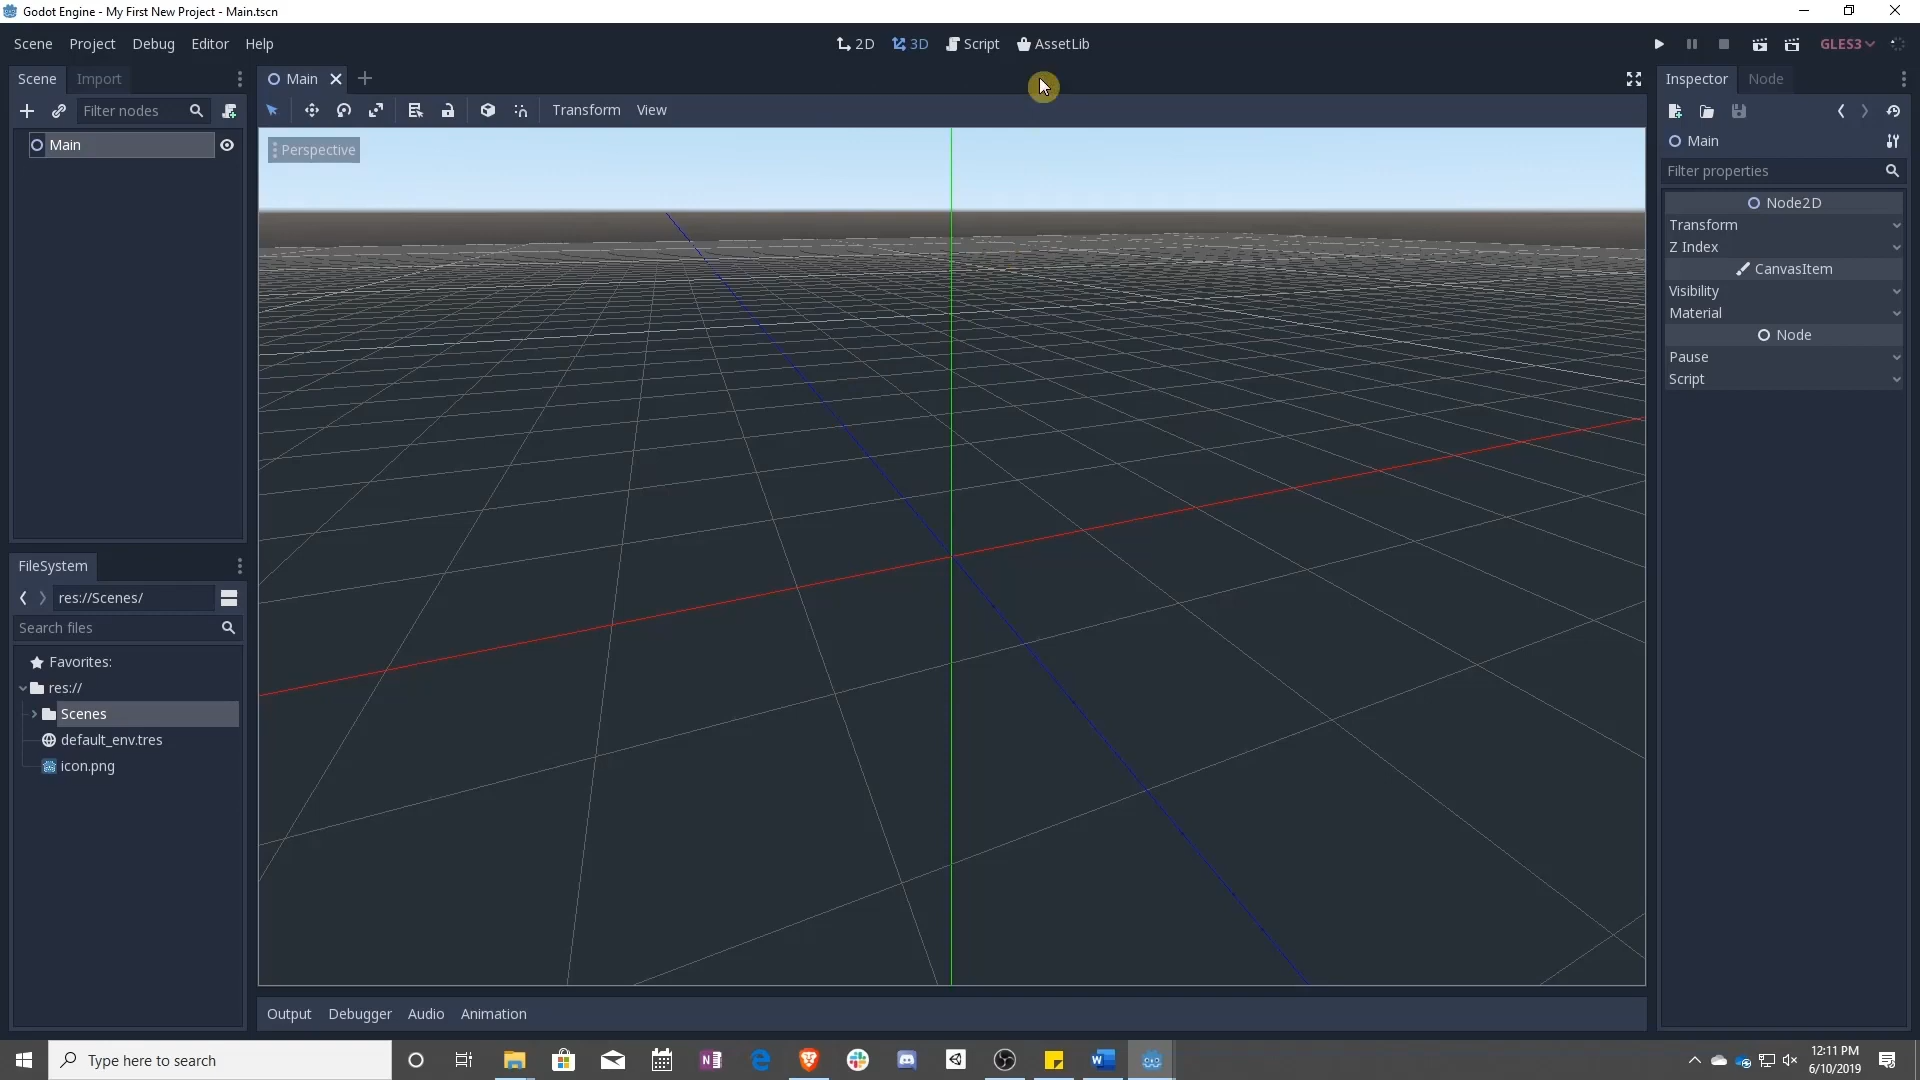 Godot Engine - My First New Project - Main.tscn
Scene Project Debug Editor Help
2D 3D Script AssetLib
GLES3
Scene Import
Filter nodes
Main
Main
Transform View
Perspective
Inspector Node
Main
Filter properties
Node2D
Transform
Z Index
CanvasItem
Visibility
Material
Node
Pause
Script
FileSystem
res://Scenes/
Search files
Favorites:
res://
Scenes
default_env.tres
icon.png
Output Debugger Audio Animation
Type here to search
12:11 PM
6/10/2019